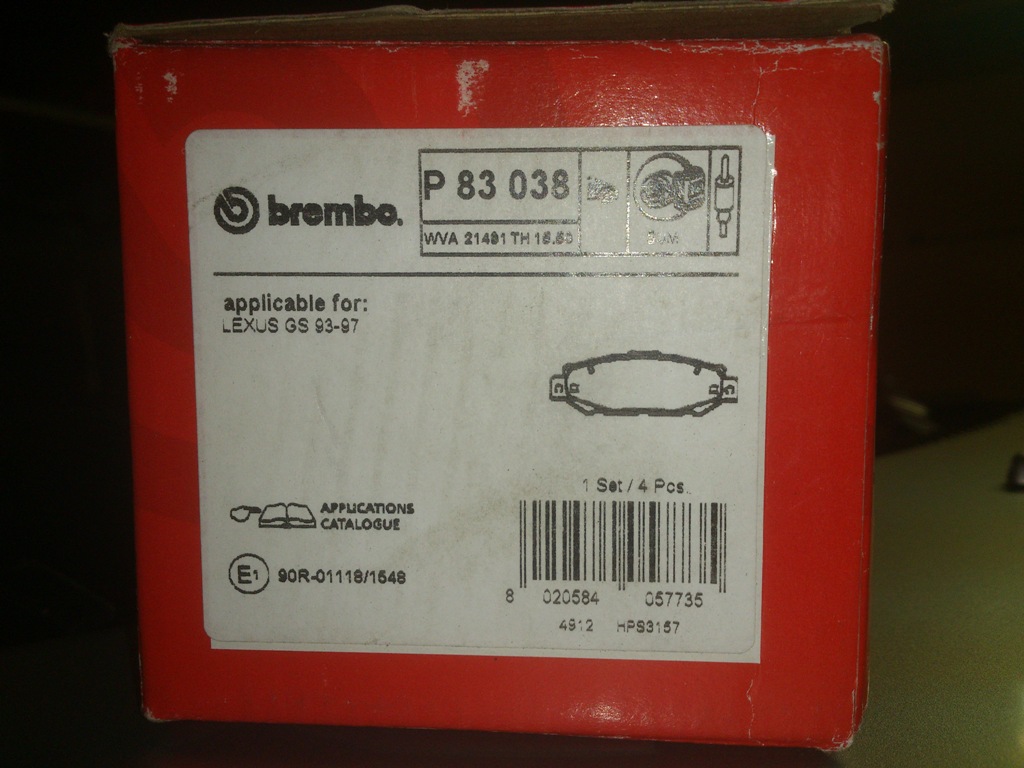 brembo.
P 83 038
WVA 21491 TH 15.50
applicable for:
LEXUS GS 93-97
1 Set / 4 Pcs.
APPLICATIONS
CATALOGUE
E1 90R-01118/1548
8 020584 057735
4912 HPS3157